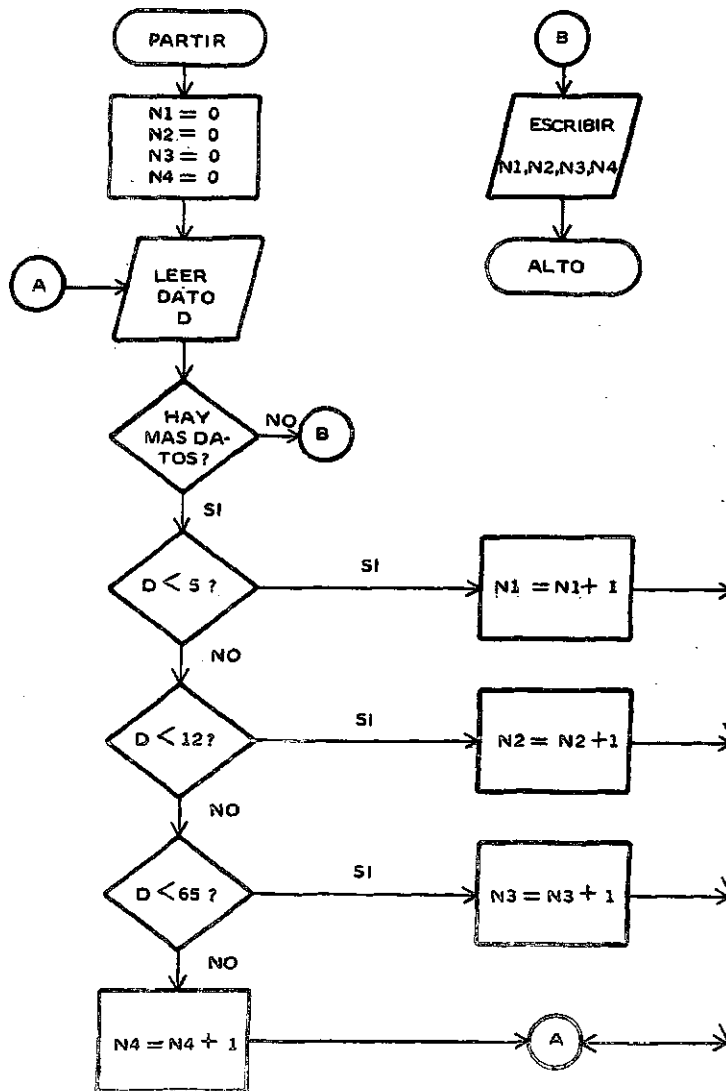 PARTIR
N1 = 0
N2 = 0
N3 = 0
N4 = 0
A
LEER
DATO
D
HAY
MAS DA-
TOS?
NO
B
SI
D < 5 ?
SI
N1 = N1 + 1
NO
D < 12 ?
SI
N2 = N2 + 1
NO
D < 65 ?
SI
N3 = N3 + 1
NO
N4 = N4 + 1
A
B
ESCRIBIR
N1,N2,N3,N4
ALTO